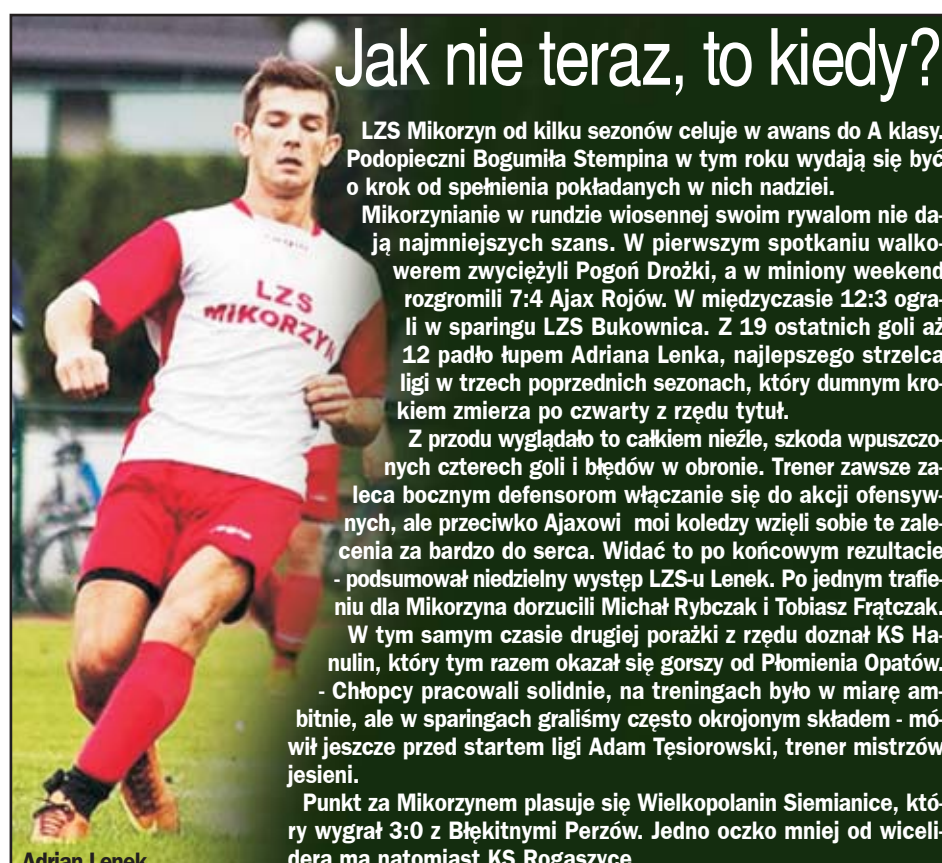 Jak nie teraz, to kiedy?
LZS Mikorzyn od kilku sezonów celuje w awans do A klasy.
Podopieczni Bogumiła Stempina w tym roku wydają się być
o krok od spełnienia pokładanych w nich nadziei.
Mikorzynianie w rundzie wiosennej swoim rywalom nie da-
ją najmniejszych szans. W pierwszym spotkaniu walko-
werem zwyciężyli Pogoń Drożki, a w miniony weekend
rozgromili 7:4 Ajax Rojów. W międzyczasie 12:3 ogra-
li w sparingu LZS Bukownica. Z 19 ostatnich goli aż
12 padło łupem Adriana Lenka, najlepszego strzelca
ligi w trzech poprzednich sezonach, który dumnym kro-
kiem zmierza po czwarty z rzędu tytuł.
Z przodu wyglądało to całkiem nieźle, szkoda wpuszczo-
nych czterech goli i błędów w obronie. Trener zawsze za-
leca bocznym defensorom włączanie się do akcji ofensyw-
nych, ale przeciwko Ajaxowi moi koledzy wzięli sobie te zale-
cenia za bardzo do serca. Widać to po końcowym rezultacie
- podsumował niedzielny występ LZS-u Lenek. Po jednym trafie-
niu dla Mikorzyna dorzucili Michał Rybczak i Tobiasz Frątczak.
W tym samym czasie drugiej porażki z rzędu doznał KS Ha-
nulin, który tym razem okazał się gorszy od Płomienia Opatów.
- Chłopcy pracowali solidnie, na treningach było w miarę am-
bitnie, ale w sparingach graliśmy często okrojonym składem - mó-
wił jeszcze przed startem ligi Adam Tęsiorowski, trener mistrzów
jesieni.
Punkt za Mikorzynem plasuje się Wielkopolanin Siemianice, któ-
ry wygrał 3:0 z Błękitnymi Perzów. Jedno oczko mniej od wiceli-
dera ma natomiast KS Rogaszyce.
LZS
MIKORZYN
Adrian Lenek